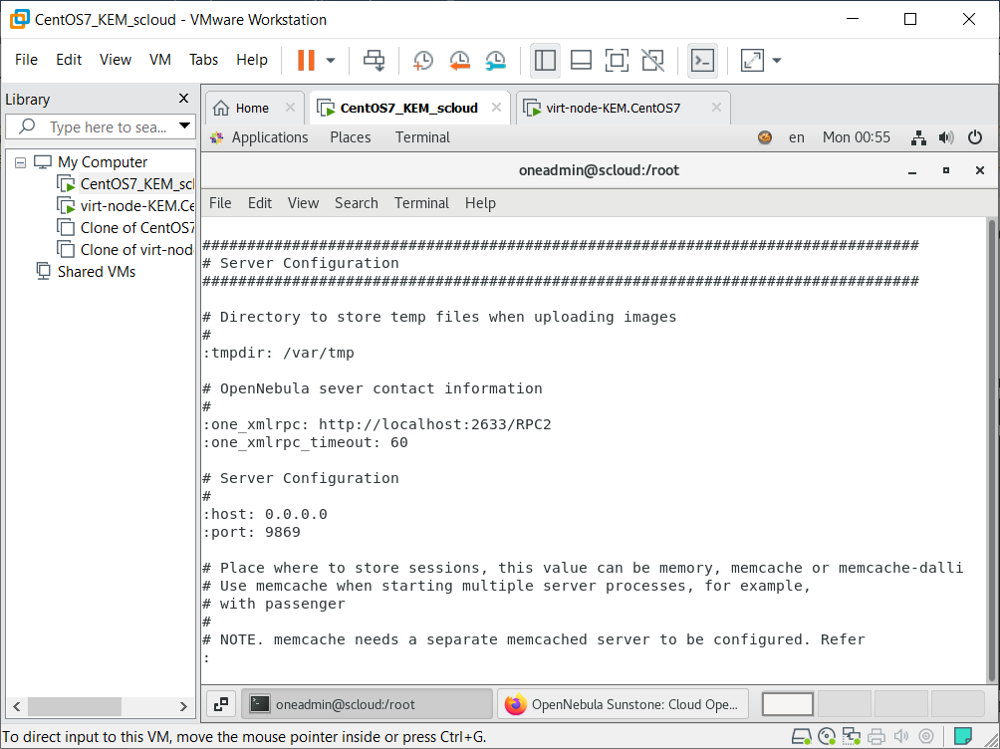 CentOS7_KEM_scloud - VMware Workstation
File Edit View VM Tabs Help
Library
Type here to sea...
My Computer
CentOS7_KEM_scl
virt-node-KEM.Ce
Clone of CentOS7
Clone of virt-nod
Shared VMs
Home CentOS7_KEM_scloud virt-node-KEM.CentOS7
Applications Places Terminal en Mon 00:55
oneadmin@scloud:/root
File Edit View Search Terminal Help
################################################################################
# Server Configuration
################################################################################
# Directory to store temp files when uploading images
#
:tmpdir: /var/tmp
# OpenNebula sever contact information
#
:one_xmlrpc: http://localhost:2633/RPC2
:one_xmlrpc_timeout: 60
# Server Configuration
#
:host: 0.0.0.0
:port: 9869
# Place where to store sessions, this value can be memory, memcache or memcache-dalli
# Use memcache when starting multiple server processes, for example,
# with passenger
#
# NOTE. memcache needs a separate memcached server to be configured. Refer
:
oneadmin@scloud:/root OpenNebula Sunstone: Cloud Ope...
To direct input to this VM, move the mouse pointer inside or press Ctrl+G.